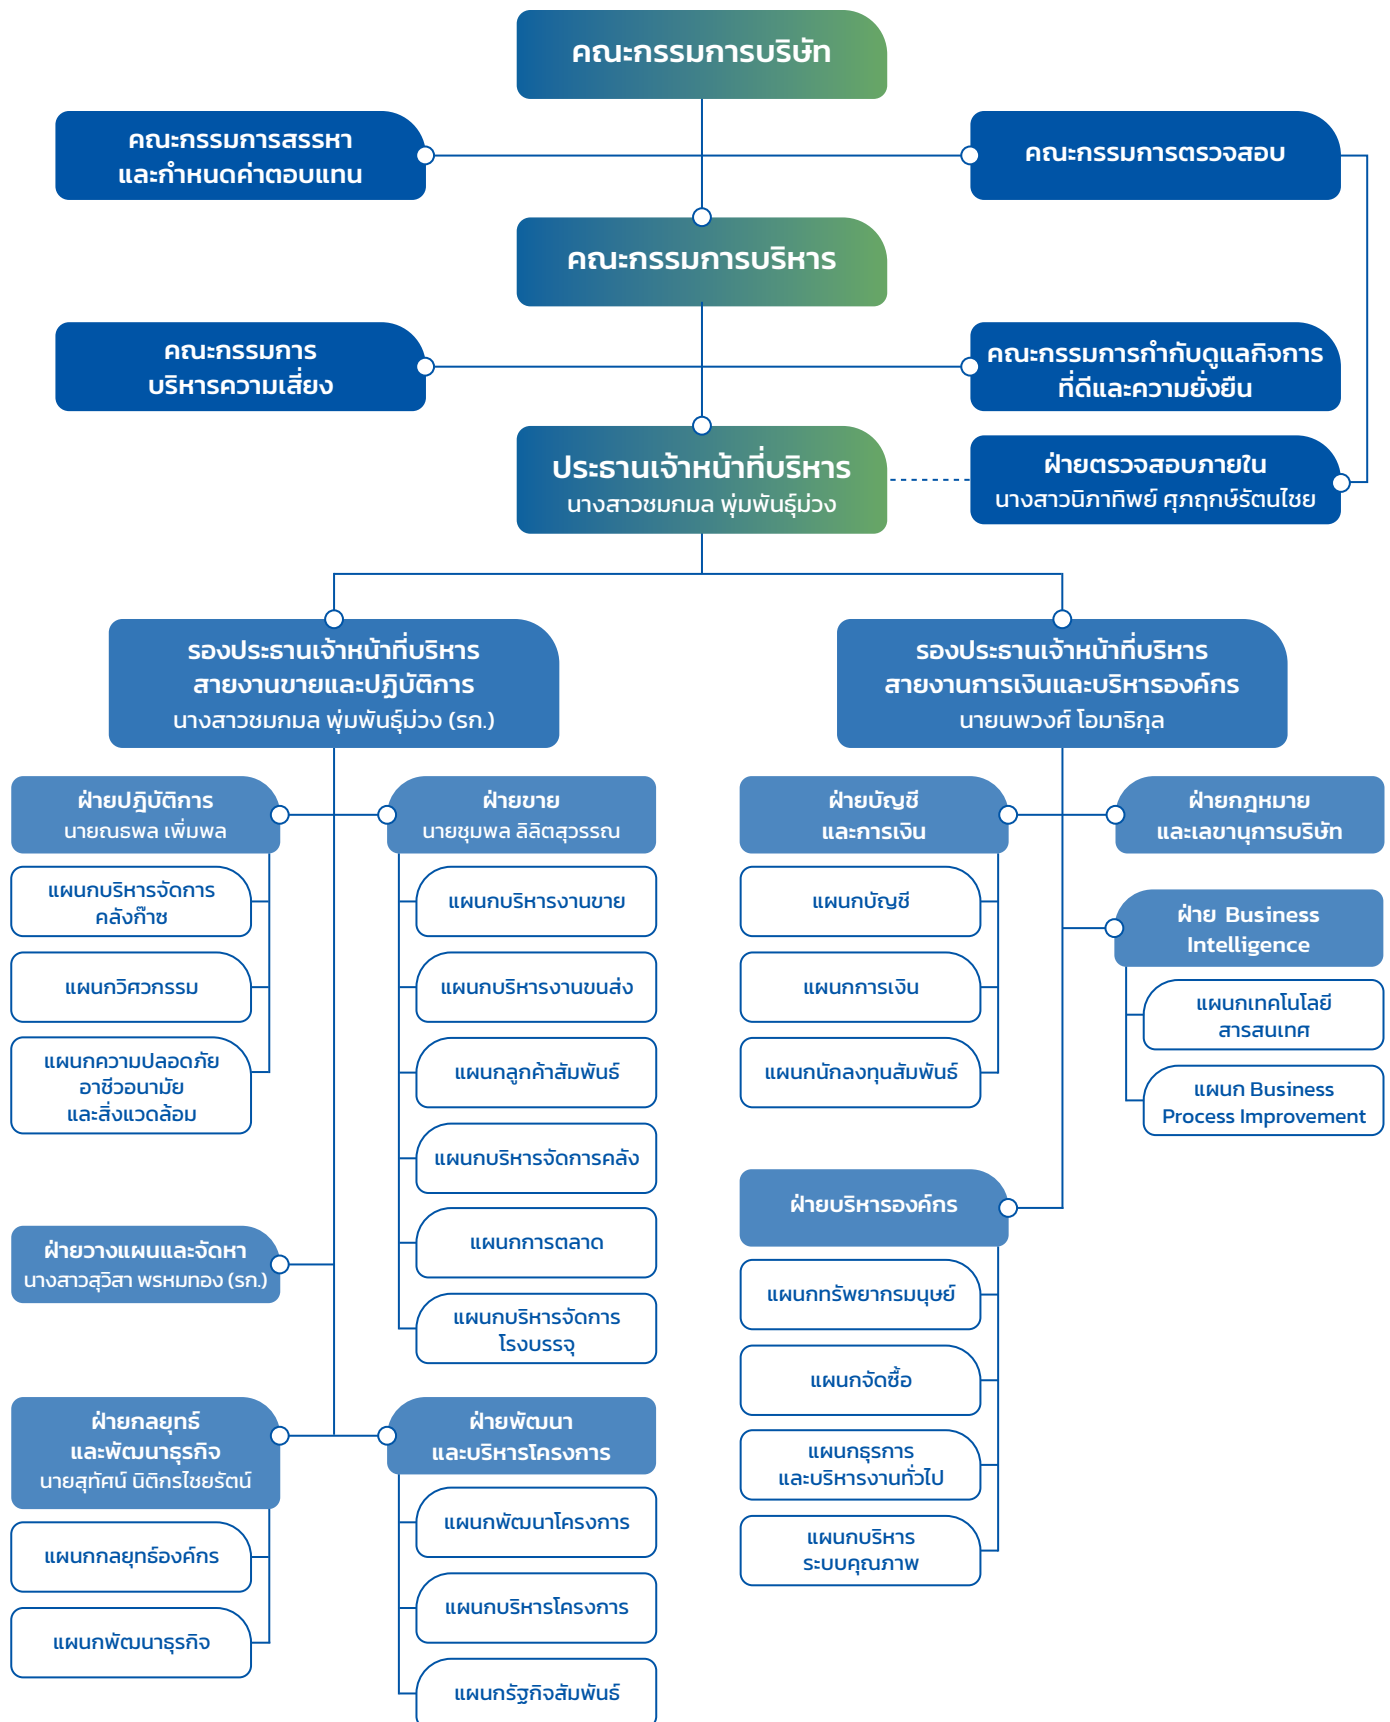 คณะกรรมการบริษัท
คณะกรรมการสรรหา
และกำหนดค่าตอบแทน
คณะกรรมการตรวจสอบ
คณะกรรมการบริหาร
คณะกรรมการ
บริหารความเสี่ยง
คณะกรรมการกำกับดูแลกิจการ
ที่ดีและความยั่งยืน
ประธานเจ้าหน้าที่บริหาร
นางสาวชมกมล พุ่มพันธุ์ม่วง
ฝ่ายตรวจสอบภายใน
นางสาวนิภาทิพย์ ศุภฤกษ์รัตนไชย
รองประธานเจ้าหน้าที่บริหาร
สายงานขายและปฏิบัติการ
นางสาวชมกมล พุ่มพันธุ์ม่วง (รก.)
รองประธานเจ้าหน้าที่บริหาร
สายงานการเงินและบริหารองค์กร
นายนพวงศ์ โอมาธิกุล
ฝ่ายปฎิบัติการ
นายณธพล เพิ่มพล
แผนกบริหารจัดการ
คลังก๊าซ
แผนกวิศวกรรม
แผนกความปลอดภัย
อาชีวอนามัย
และสิ่งแวดล้อม
ฝ่ายขาย
นายชุมพล ลิลิตสุวรรณ
แผนกบริหารงานขาย
แผนกบริหารงานขนส่ง
แผนกลูกค้าสัมพันธ์
แผนกบริหารจัดการคลัง
แผนกการตลาด
แผนกบริหารจัดการ
โรงบรรจุ
ฝ่ายวางแผนและจัดหา
นางสาวสุวิสา พรหมทอง (รก.)
ฝ่ายกลยุทธ์
และพัฒนาธุรกิจ
นายสุทัศน์ นิติกรไชยรัตน์
แผนกกลยุทธ์องค์กร
แผนกพัฒนาธุรกิจ
ฝ่ายพัฒนา
และบริหารโครงการ
แผนกพัฒนาโครงการ
แผนกบริหารโครงการ
แผนกรัฐกิจสัมพันธ์
ฝ่ายบัญชี
และการเงิน
แผนกบัญชี
แผนกการเงิน
แผนกนักลงทุนสัมพันธ์
ฝ่ายกฎหมาย
และเลขานุการบริษัท
ฝ่าย Business
Intelligence
แผนกเทคโนโลยี
สารสนเทศ
แผนก Business
Process Improvement
ฝ่ายบริหารองค์กร
แผนกทรัพยากรมนุษย์
แผนกจัดซื้อ
แผนกธุรการ
และบริหารงานทั่วไป
แผนกบริหาร
ระบบคุณภาพ